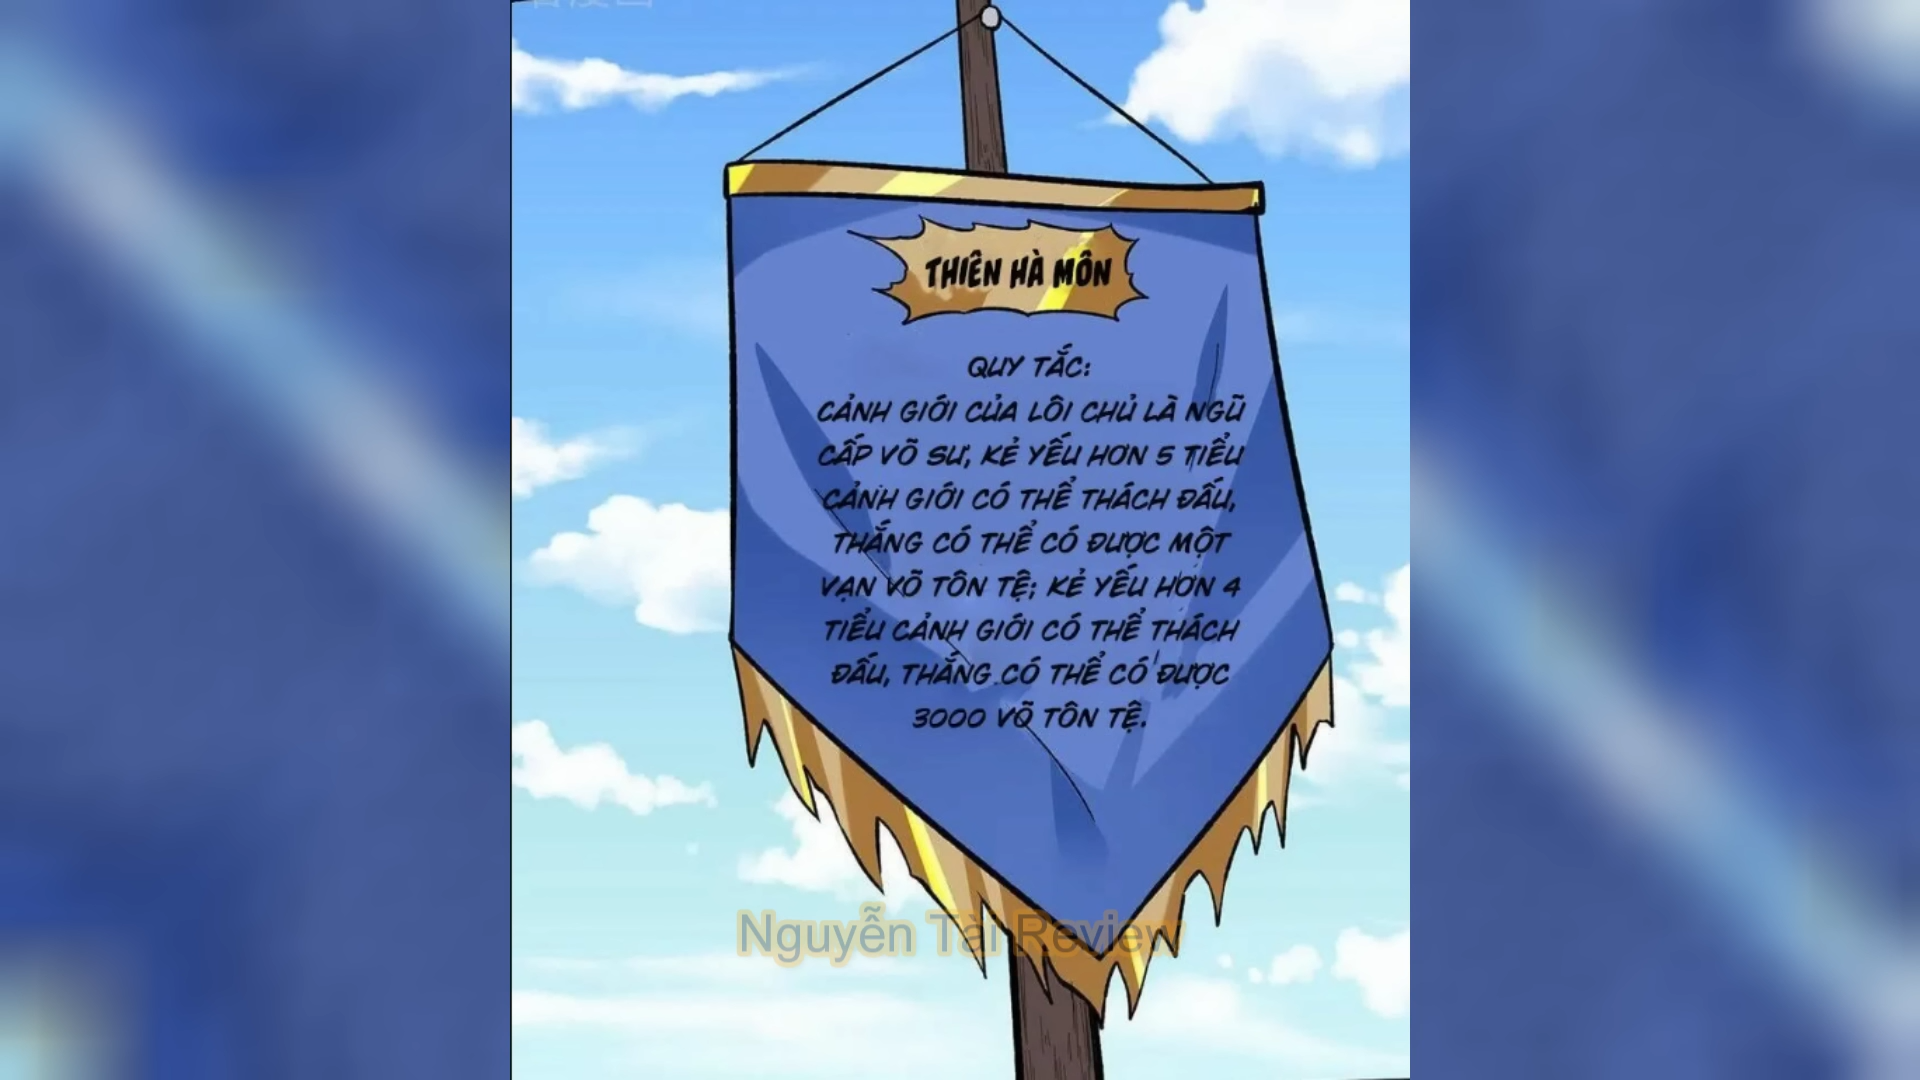 THIÊN HÀ MÔN
QUY TẮC:
CẢNH GIỚI CỦA LÔI CHỦ LÀ NGŨ
CẤP VÕ SƯ, KẺ YẾU HƠN 5 TIỂU
CẢNH GIỚI CÓ THỂ THÁCH ĐẤU,
THẮNG CÓ THỂ CÓ ĐƯỢC MỘT
VẠN VÕ TÔN TỆ; KẺ YẾU HƠN 4
TIỂU CẢNH GIỚI CÓ THỂ THÁCH
ĐẤU, THẮNG CÓ THỂ CÓ ĐƯỢC
3000 VÕ TÔN TỆ.
Nguyễn Tài Review